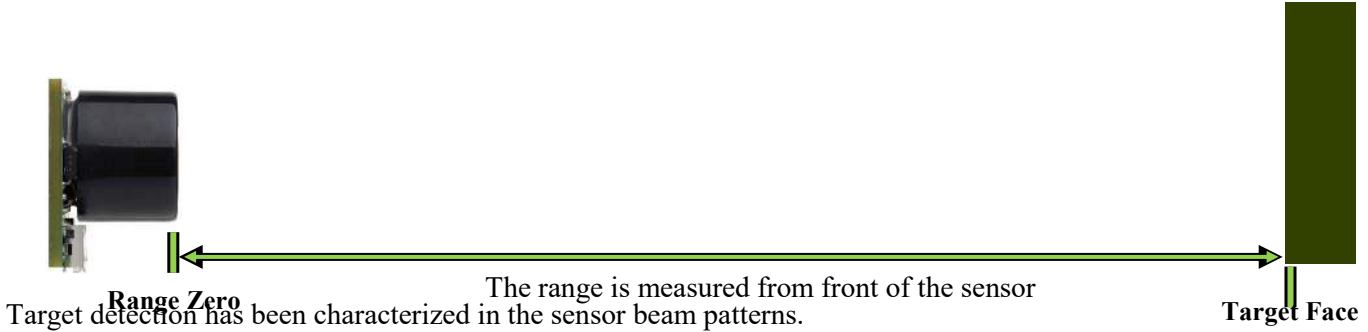 The range is measured from front of the sensor
Range Zero
Target Face
Target detection has been characterized in the sensor beam patterns.